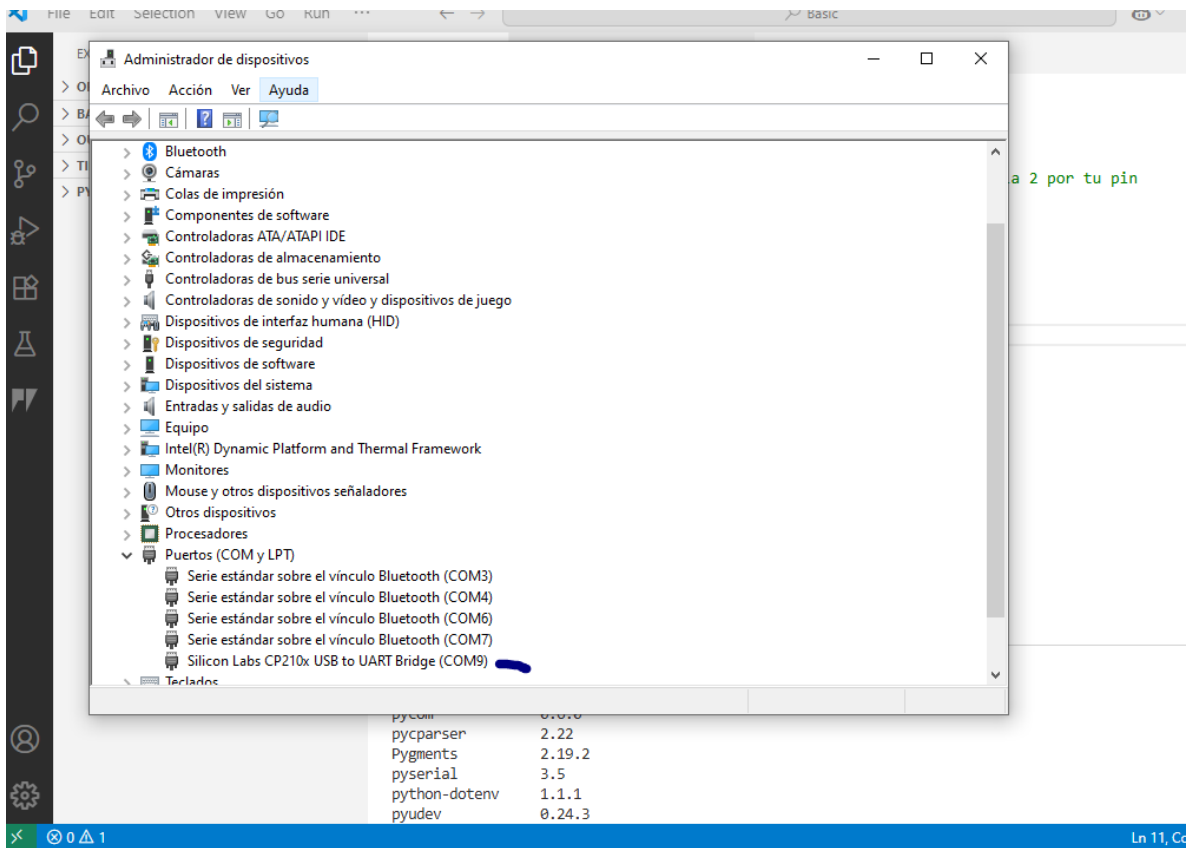 File Edit Selection View Go Run ··· Basic
EX
Administrador de dispositivos
Archivo Acción Ver Ayuda
> BA
> TI
> PY
Bluetooth
Cámaras
a 2 por tu pin
Colas de impresión
Componentes de software
Controladoras ATA/ATAPI IDE
Controladoras de almacenamiento
Controladoras de bus serie universal
Controladoras de sonido y vídeo y dispositivos de juego
Dispositivos de interfaz humana (HID)
Dispositivos de seguridad
Dispositivos de software
Dispositivos del sistema
Entradas y salidas de audio
Equipo
Intel(R) Dynamic Platform and Thermal Framework
Monitores
Mouse y otros dispositivos señaladores
Otros dispositivos
Procesadores
Puertos (COM y LPT)
Serie estándar sobre el vínculo Bluetooth (COM3)
Serie estándar sobre el vínculo Bluetooth (COM4)
Serie estándar sobre el vínculo Bluetooth (COM6)
Serie estándar sobre el vínculo Bluetooth (COM7)
Silicon Labs CP210x USB to UART Bridge (COM9)
Teclados
pycparser 2.22
Pygments 2.19.2
pyserial 3.5
python-dotenv 1.1.1
pyudev 0.24.3
0 1 Ln 11, Co